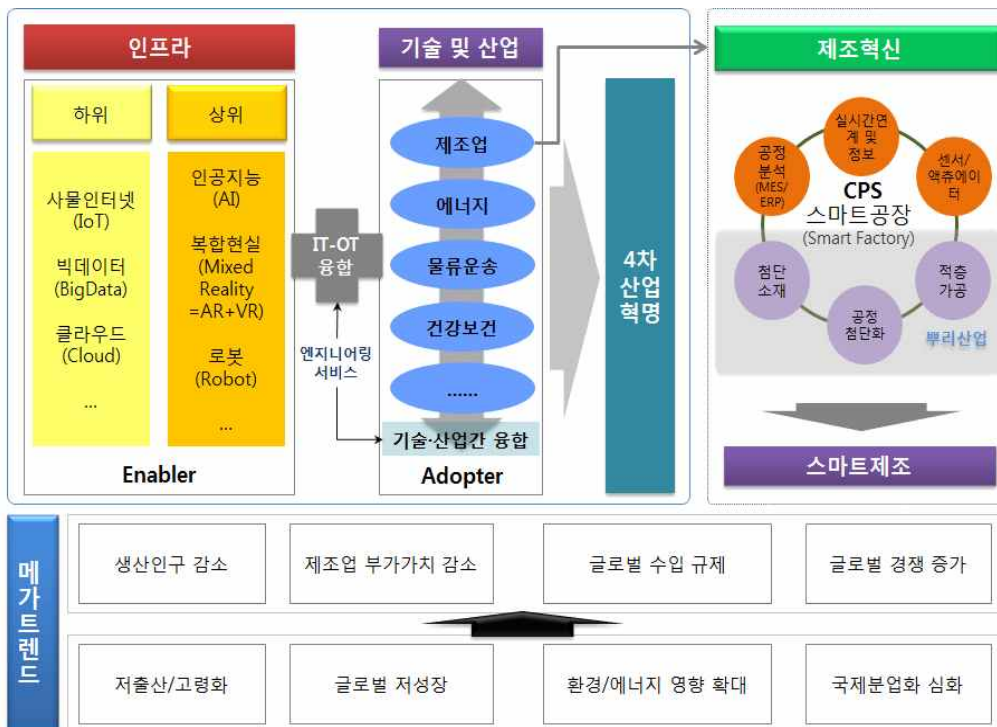 인프라
하위
사물인터넷
(IoT)
빅데이터
(BigData)
클라우드
(Cloud)
...
상위
인공지능
(AI)
복합현실
(Mixed
Reality
=AR+VR)
로봇
(Robot)
...
Enabler
IT-OT
융합
엔지니어링
서비스
기술 및 산업
제조업
에너지
물류운송
건강보건
......
기술·산업간 융합
Adopter
4차
산업
혁명
제조혁신
실시간연
계 및
정보
공정
분석
(MES/
ERP)
센서/
액츄에이
터
CPS
스마트공장
(Smart Factory)
첨단
소재
적층
가공
공정
첨단화
뿌리산업
스마트제조
메가트렌드
생산인구 감소
제조업 부가가치 감소
글로벌 수입 규제
글로벌 경쟁 증가
저출산/고령화
글로벌 저성장
환경/에너지 영향 확대
국제분업화 심화